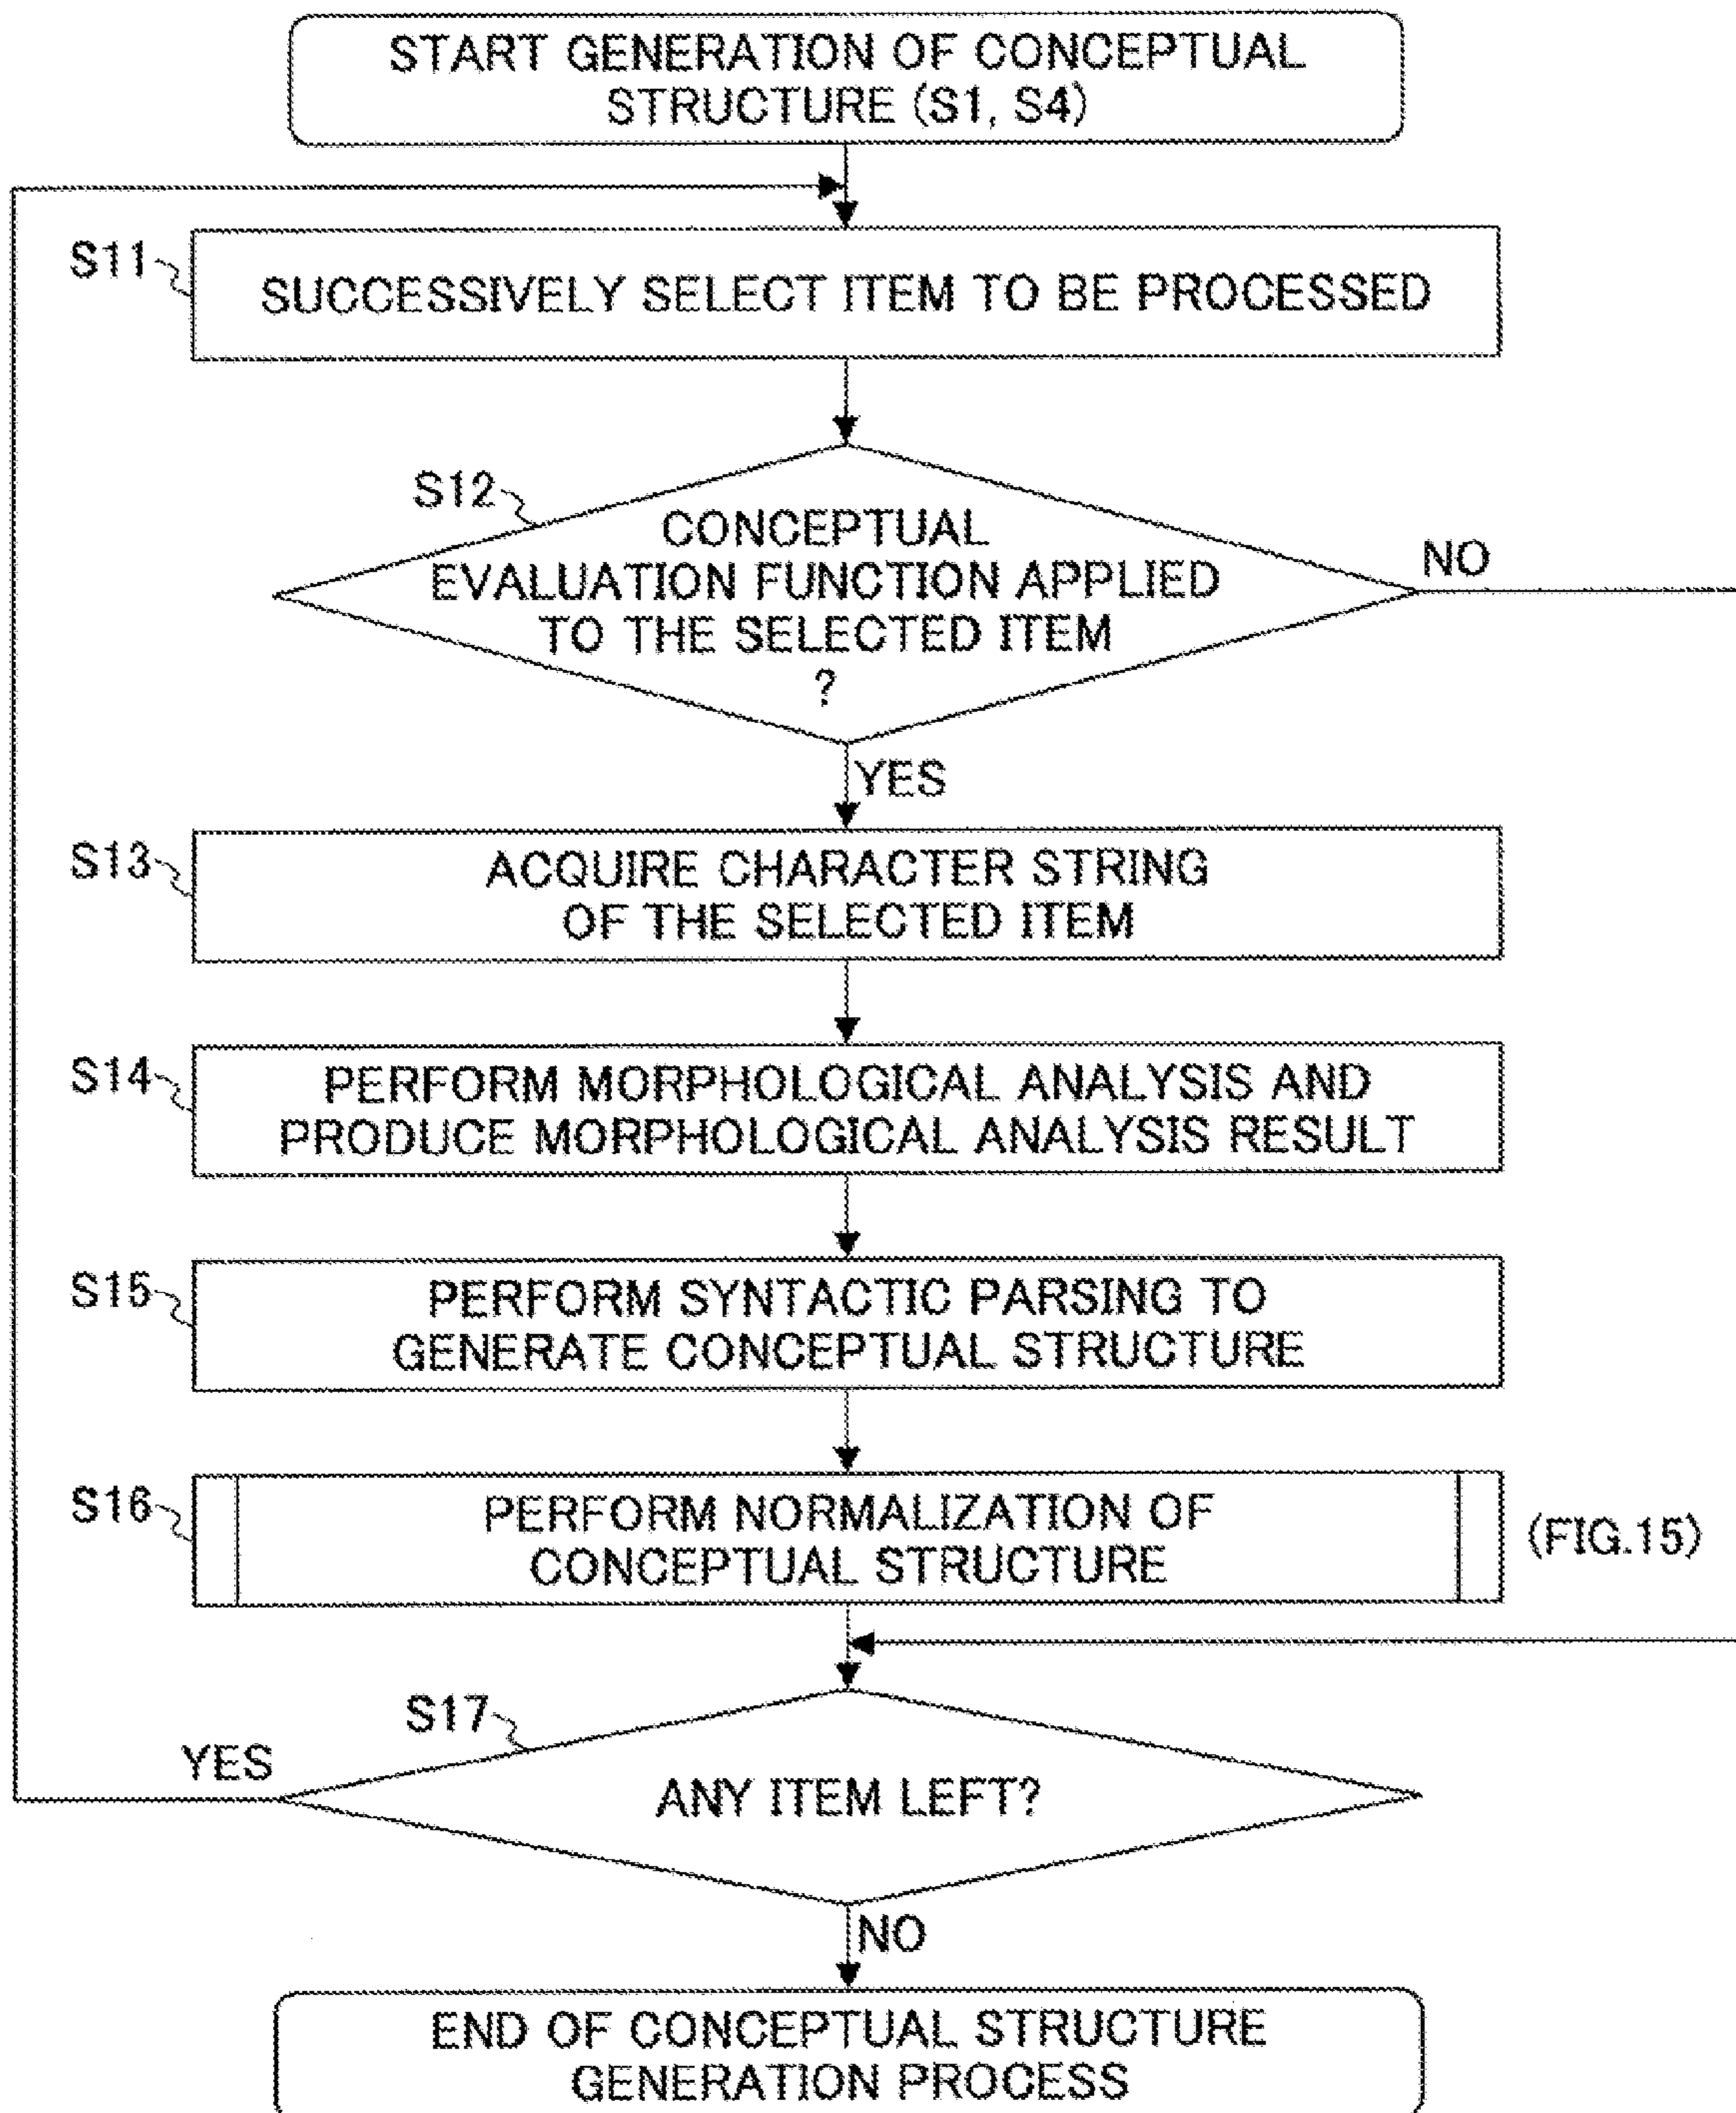 START GENERATION OF CONCEPTUAL
STRUCTURE (S1, S4)
S11
SUCCESSIVELY SELECT ITEM TO BE PROCESSED
S12
CONCEPTUAL
EVALUATION FUNCTION APPLIED
TO THE SELECTED ITEM
?
NO
YES
S13
ACQUIRE CHARACTER STRING
OF THE SELECTED ITEM
S14
PERFORM MORPHOLOGICAL ANALYSIS AND
PRODUCE MORPHOLOGICAL ANALYSIS RESULT
S15
PERFORM SYNTACTIC PARSING TO
GENERATE CONCEPTUAL STRUCTURE
S16
PERFORM NORMALIZATION OF
CONCEPTUAL STRUCTURE
(FIG.15)
S17
YES
ANY ITEM LEFT?
NO
END OF CONCEPTUAL STRUCTURE
GENERATION PROCESS